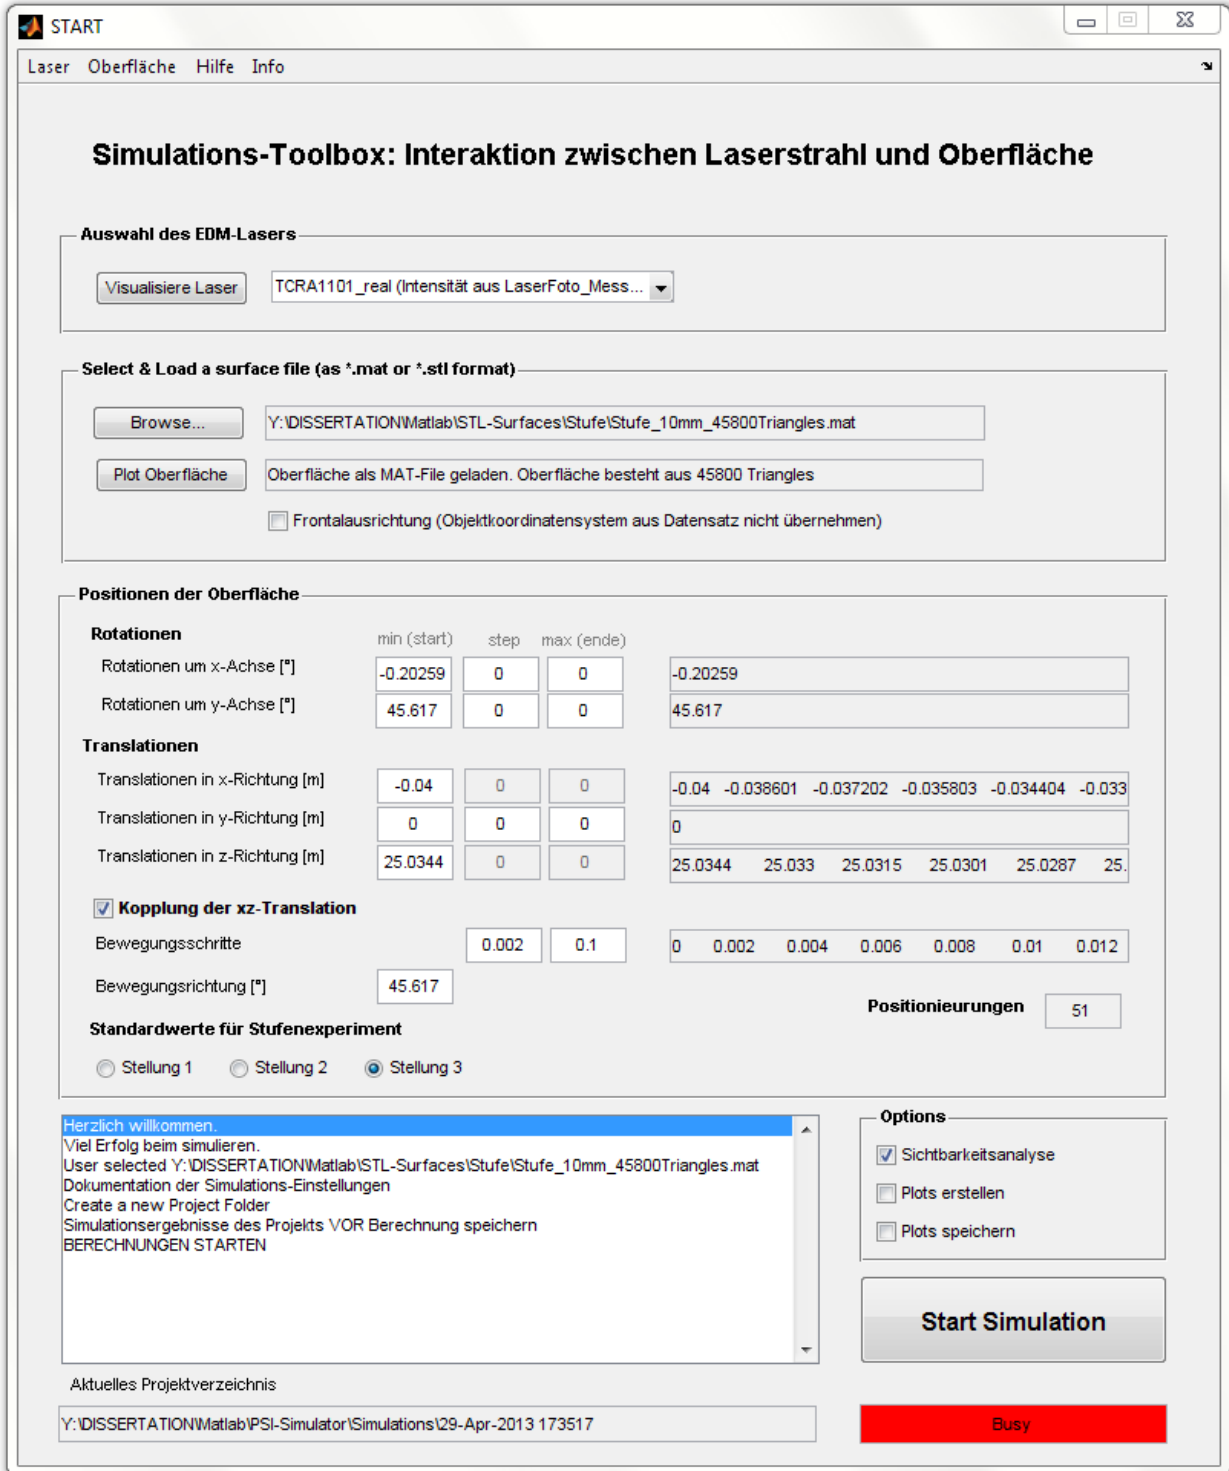 START
Laser Oberfläche Hilfe Info
Simulations-Toolbox: Interaktion zwischen Laserstrahl und Oberfläche
Auswahl des EDM-Lasers
Visualisiere Laser TCRA1101_real (Intensität aus LaserFoto_Mess...
Select & Load a surface file (as *.mat or *.stl format)
Browse... Y:\DISSERTATION\Matlab\STL-Surfaces\Stufe\Stufe_10mm_45800Triangles.mat
Plot Oberfläche Oberfläche als MAT-File geladen. Oberfläche besteht aus 45800 Triangles
Frontalausrichtung (Objektkoordinatensystem aus Datensatz nicht übernehmen)
Positionen der Oberfläche
Rotationen min (start) step max (ende)
Rotationen um x-Achse [°] -0.20259 0 0 -0.20259
Rotationen um y-Achse [°] 45.617 0 0 45.617
Translationen
Translationen in x-Richtung [m] -0.04 0 0 -0.04 -0.038601 -0.037202 -0.035803 -0.034404 -0.033
Translationen in y-Richtung [m] 0 0 0 0
Translationen in z-Richtung [m] 25.0344 0 0 25.0344 25.033 25.0315 25.0301 25.0287 25.
Kopplung der xz-Translation
Bewegungsschritte 0.002 0.1 0 0.002 0.004 0.006 0.008 0.01 0.012
Bewegungsrichtung [°] 45.617
Positionieurungen 51
Standardwerte für Stufenexperiment
Stellung 1 Stellung 2 Stellung 3
Herzlich willkommen.
Viel Erfolg beim simulieren.
User selected Y:\DISSERTATION\Matlab\STL-Surfaces\Stufe\Stufe_10mm_45800Triangles.mat
Dokumentation der Simulations-Einstellungen
Create a new Project Folder
Simulationsergebnisse des Projekts VOR Berechnung speichern
BERECHNUNGEN STARTEN
Options
Sichtbarkeitsanalyse
Plots erstellen
Plots speichern
Start Simulation
Aktuelles Projektverzeichnis
Y:\DISSERTATION\Matlab\PSI-Simulator\Simulations\29-Apr-2013 173517
Busy